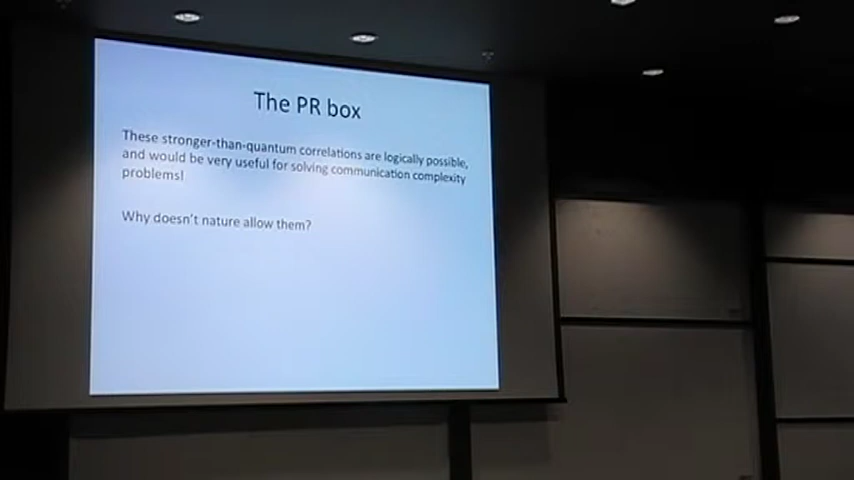 The PR box
These stronger-than-quantum correlations are logically possible,
and would be very useful for solving communication complexity
problems!
Why doesn't nature allow them?